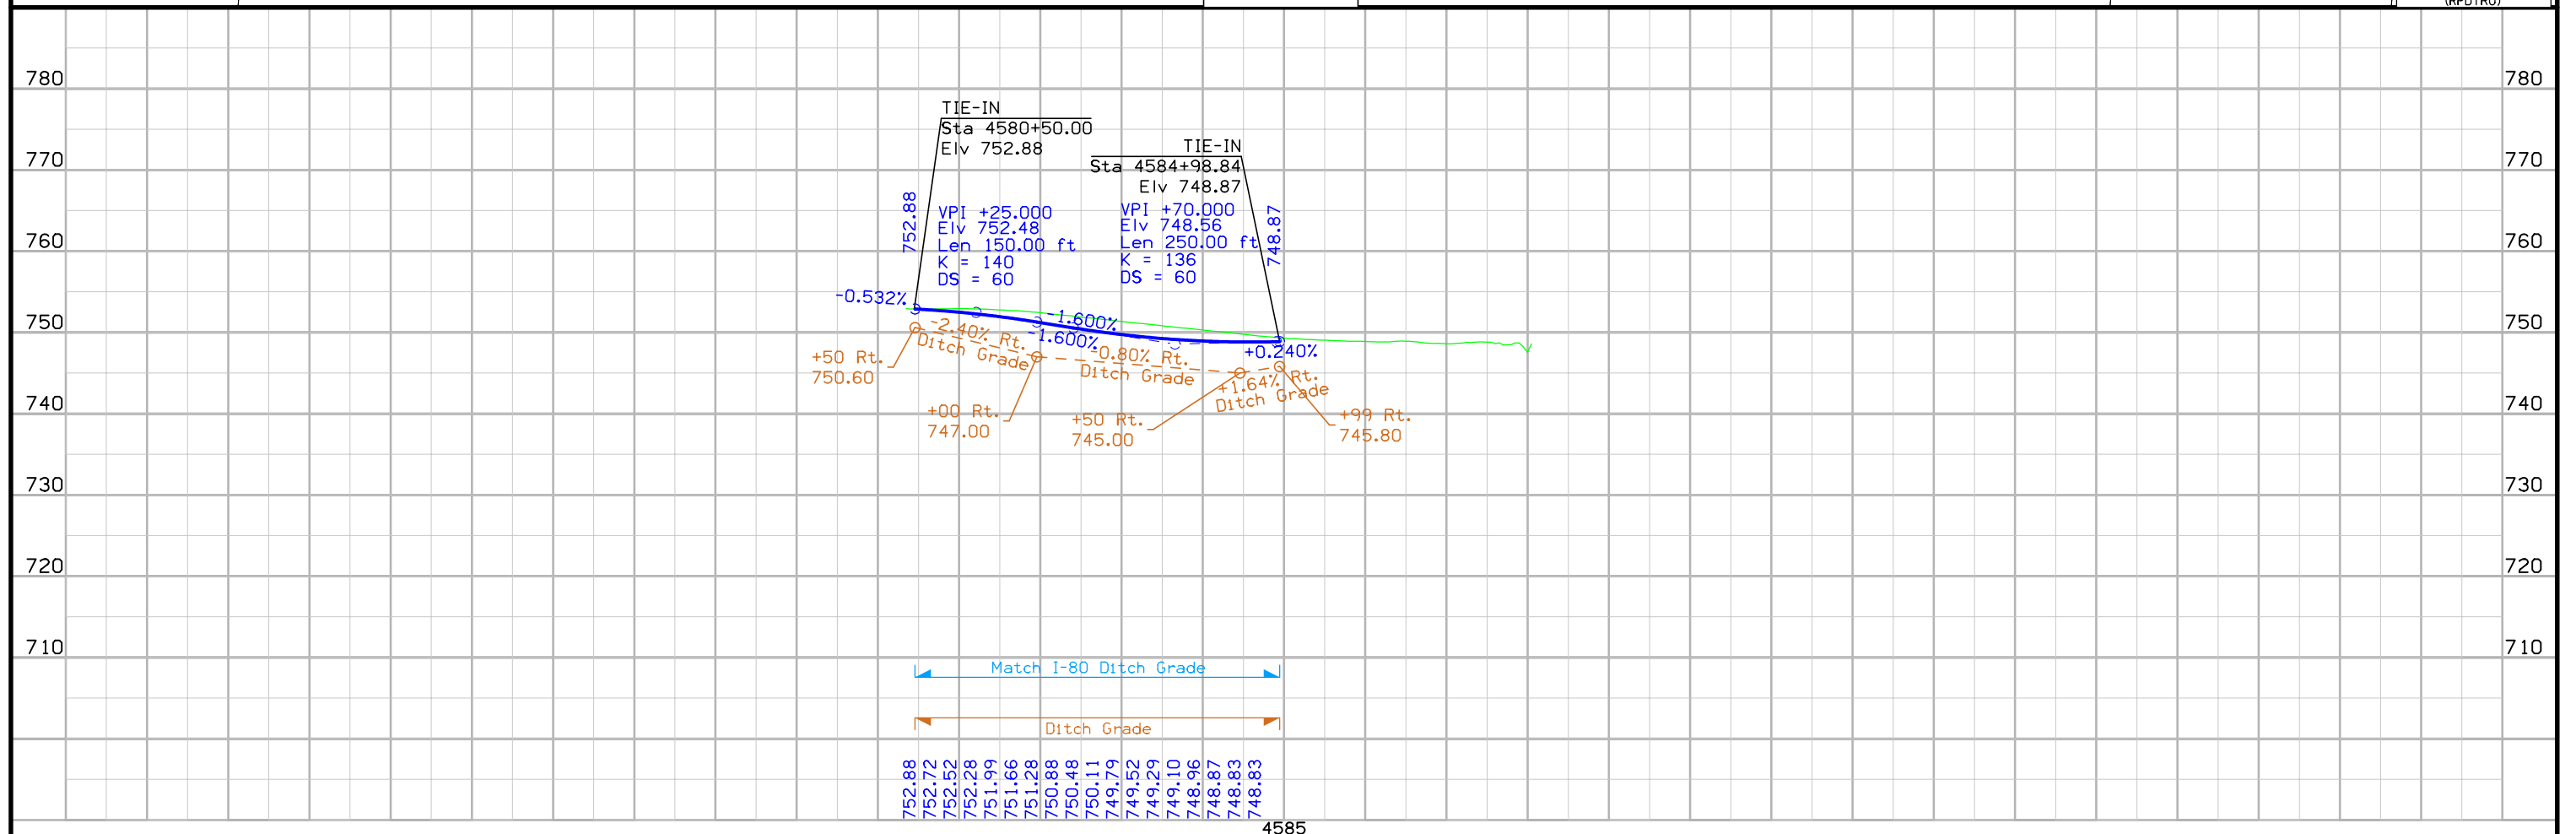 (RPDTRG)
780 780
TIE-IN
Sta 4580+50.00
Elv 752.88
TIE-IN
770 770
Sta 4584+98.84
Elv 748.87
752.88
VPI +25.000
Elv 752.48
Len 150.00 ft
K = 140
DS = 60
VPI +70.000
Elv 748.56
Len 250.00 ft
K = 136
DS = 60
748.87
760 760
-0.532%
-1.600%
750 750
-2.40% Rt.
Ditch Grade
-1.600%
-0.80% Rt.
Ditch Grade
+0.240%
+1.64% Rt.
Ditch Grade
+50 Rt.
750.60
740 740
+00 Rt.
747.00
+50 Rt.
745.00
+99 Rt.
745.80
730 730
720 720
710 710
Match I-80 Ditch Grade
Ditch Grade
752.88
752.72
752.52
752.28
751.99
751.66
751.28
750.88
750.48
750.11
749.79
749.52
749.29
749.10
748.96
748.87
748.83
748.83
4585